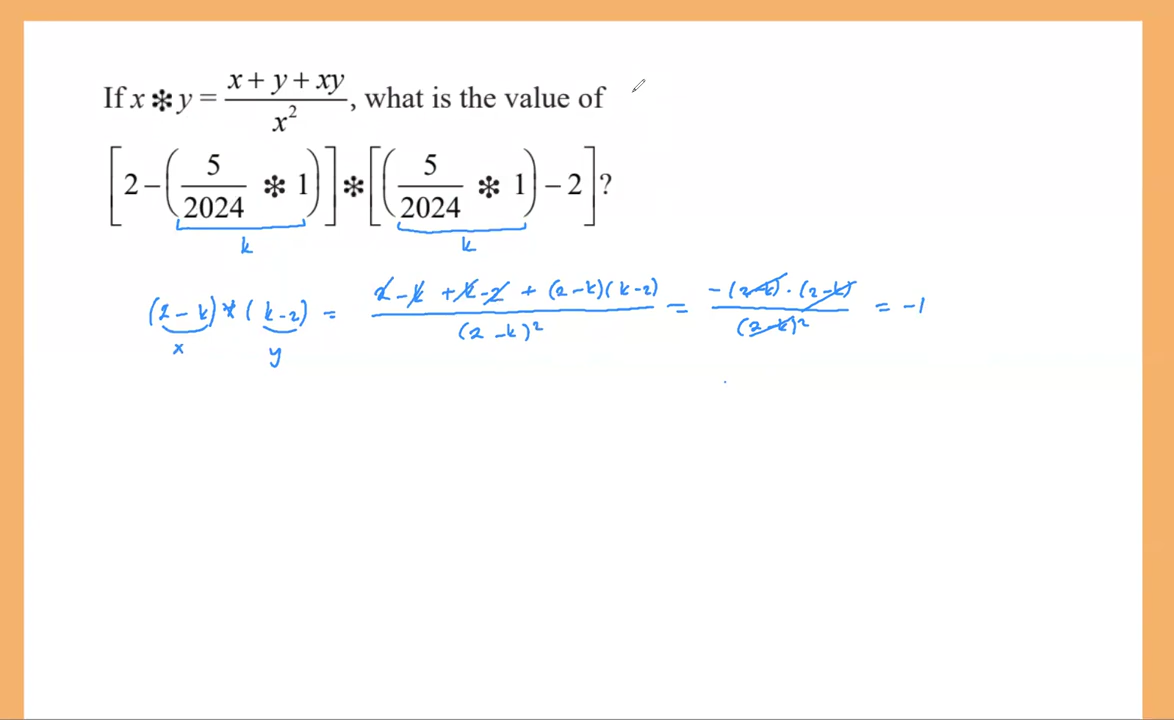 If x ✻ y = (x + y + xy)/x², what is the value of
[2 − (5/2024 ✻ 1)] ✻ [(5/2024 ✻ 1) − 2]?
k k
(2 − k) * (k − 2) = (2 − k + k − 2 + (2 − k)(k − 2))/(2 − k)² = (−(2 − k) · (2 − k))/(2 − k)² = −1
x y